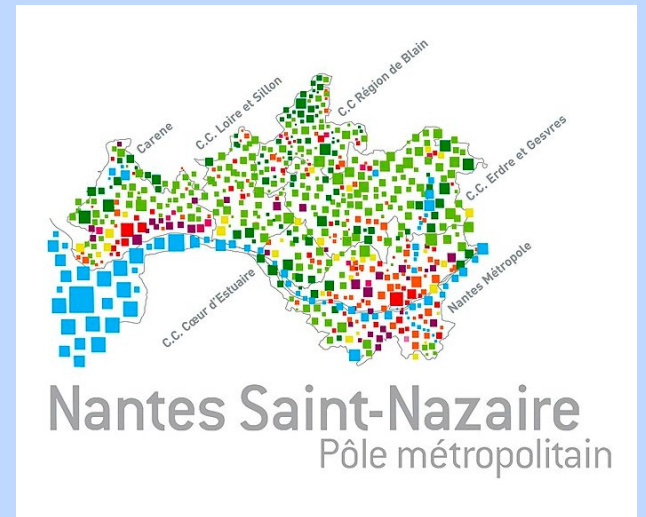 Carene
C.C. Loire et Sillon
C.C Région de Blain
C.C. Erdre et Gesvres
Nantes Métropole
C.C. Cœur d'Estuaire
Nantes Saint-Nazaire
Pôle métropolitain